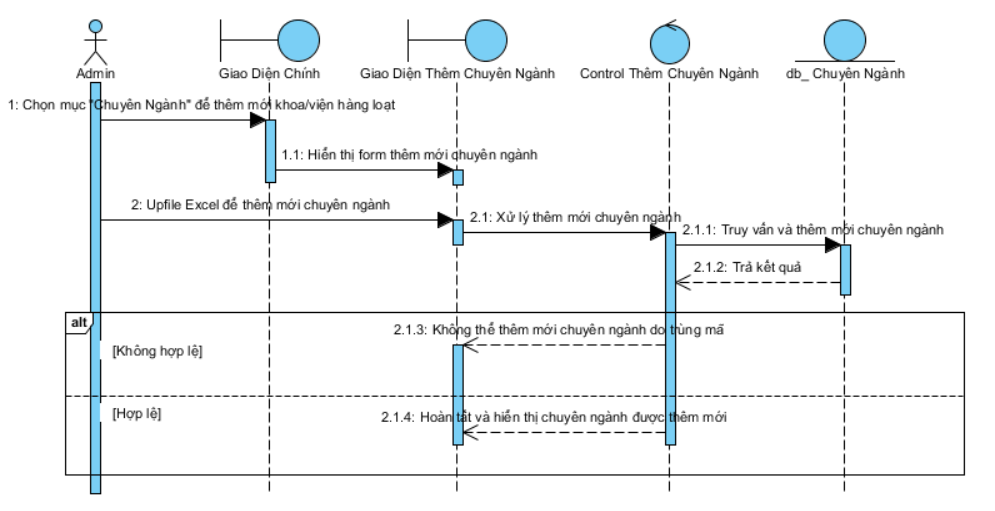 Admin
Giao Diện Chính
Giao Diện Thêm Chuyên Ngành
Control Thêm Chuyên Ngành
db_ Chuyên Ngành
1: Chọn mục "Chuyên Ngành" để thêm mới khoa/viện hàng loạt
1.1: Hiển thị form thêm mới chuyên ngành
2: Upfile Excel để thêm mới chuyên ngành
2.1: Xử lý thêm mới chuyên ngành
2.1.1: Truy vấn và thêm mới chuyên ngành
2.1.2: Trả kết quả
alt
2.1.3: Không thể thêm mới chuyên ngành do trùng mã
[Không hợp lệ]
[Hợp lệ]
2.1.4: Hoàn tất và hiển thị chuyên ngành được thêm mới